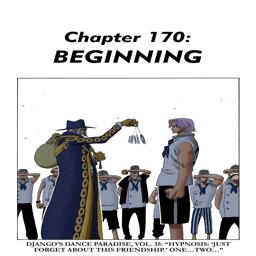 Chapter 170:
BEGINNING
DJANGO'S DANCE PARADISE, VOL. 35: "HYPNOSIS: 'JUST
FORGET ABOUT THIS FRIENDSHIP.' ONE...TWO..."